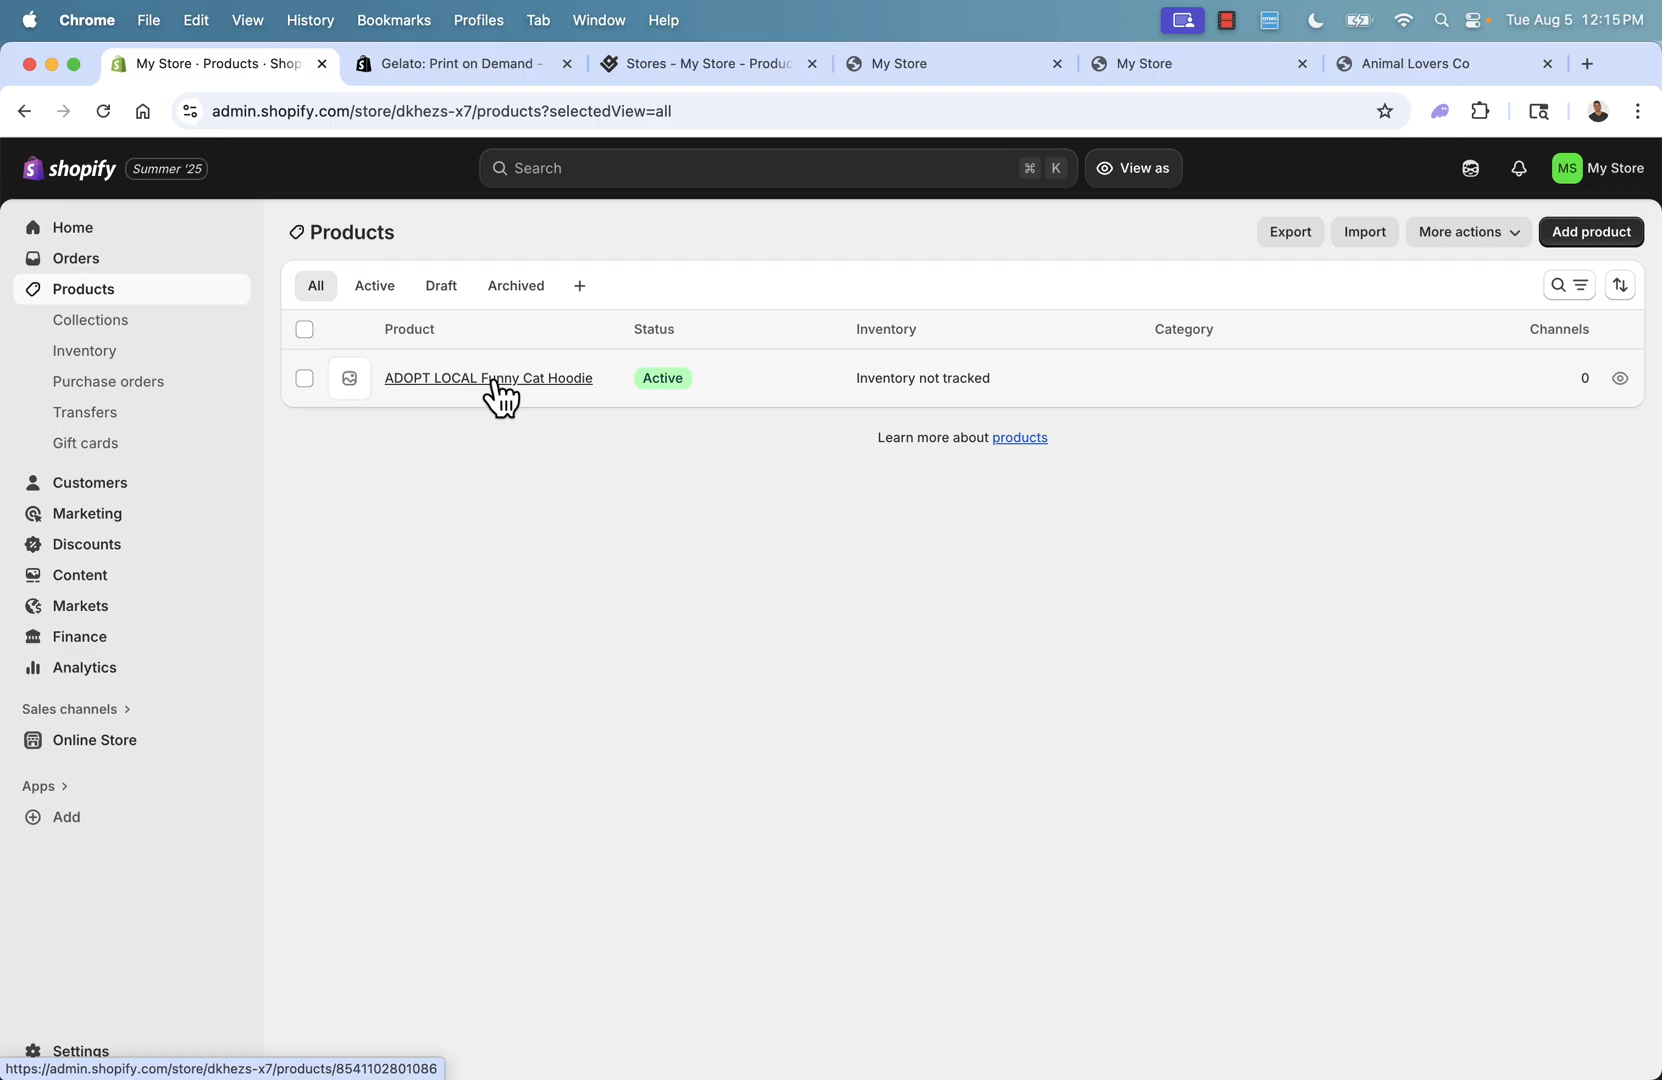 Chrome File Edit View History Bookmarks Profiles Tab Window Help Tue Aug 5 12:15 PM
My Store · Products · Shop Gelato: Print on Demand - Stores - My Store - Produc My Store My Store Animal Lovers Co
admin.shopify.com/store/dkhezs-x7/products?selectedView=all
shopify Summer '25 Search ⌘ K View as MS My Store
Home
Orders
Products
Collections
Inventory
Purchase orders
Transfers
Gift cards
Customers
Marketing
Discounts
Content
Markets
Finance
Analytics
Sales channels >
Online Store
Apps >
Add
Settings
Products Export Import More actions Add product
All Active Draft Archived +
Product Status Inventory Category Channels
ADOPT LOCAL Funny Cat Hoodie Active Inventory not tracked 0
Learn more about products
https://admin.shopify.com/store/dkhezs-x7/products/8541102801086